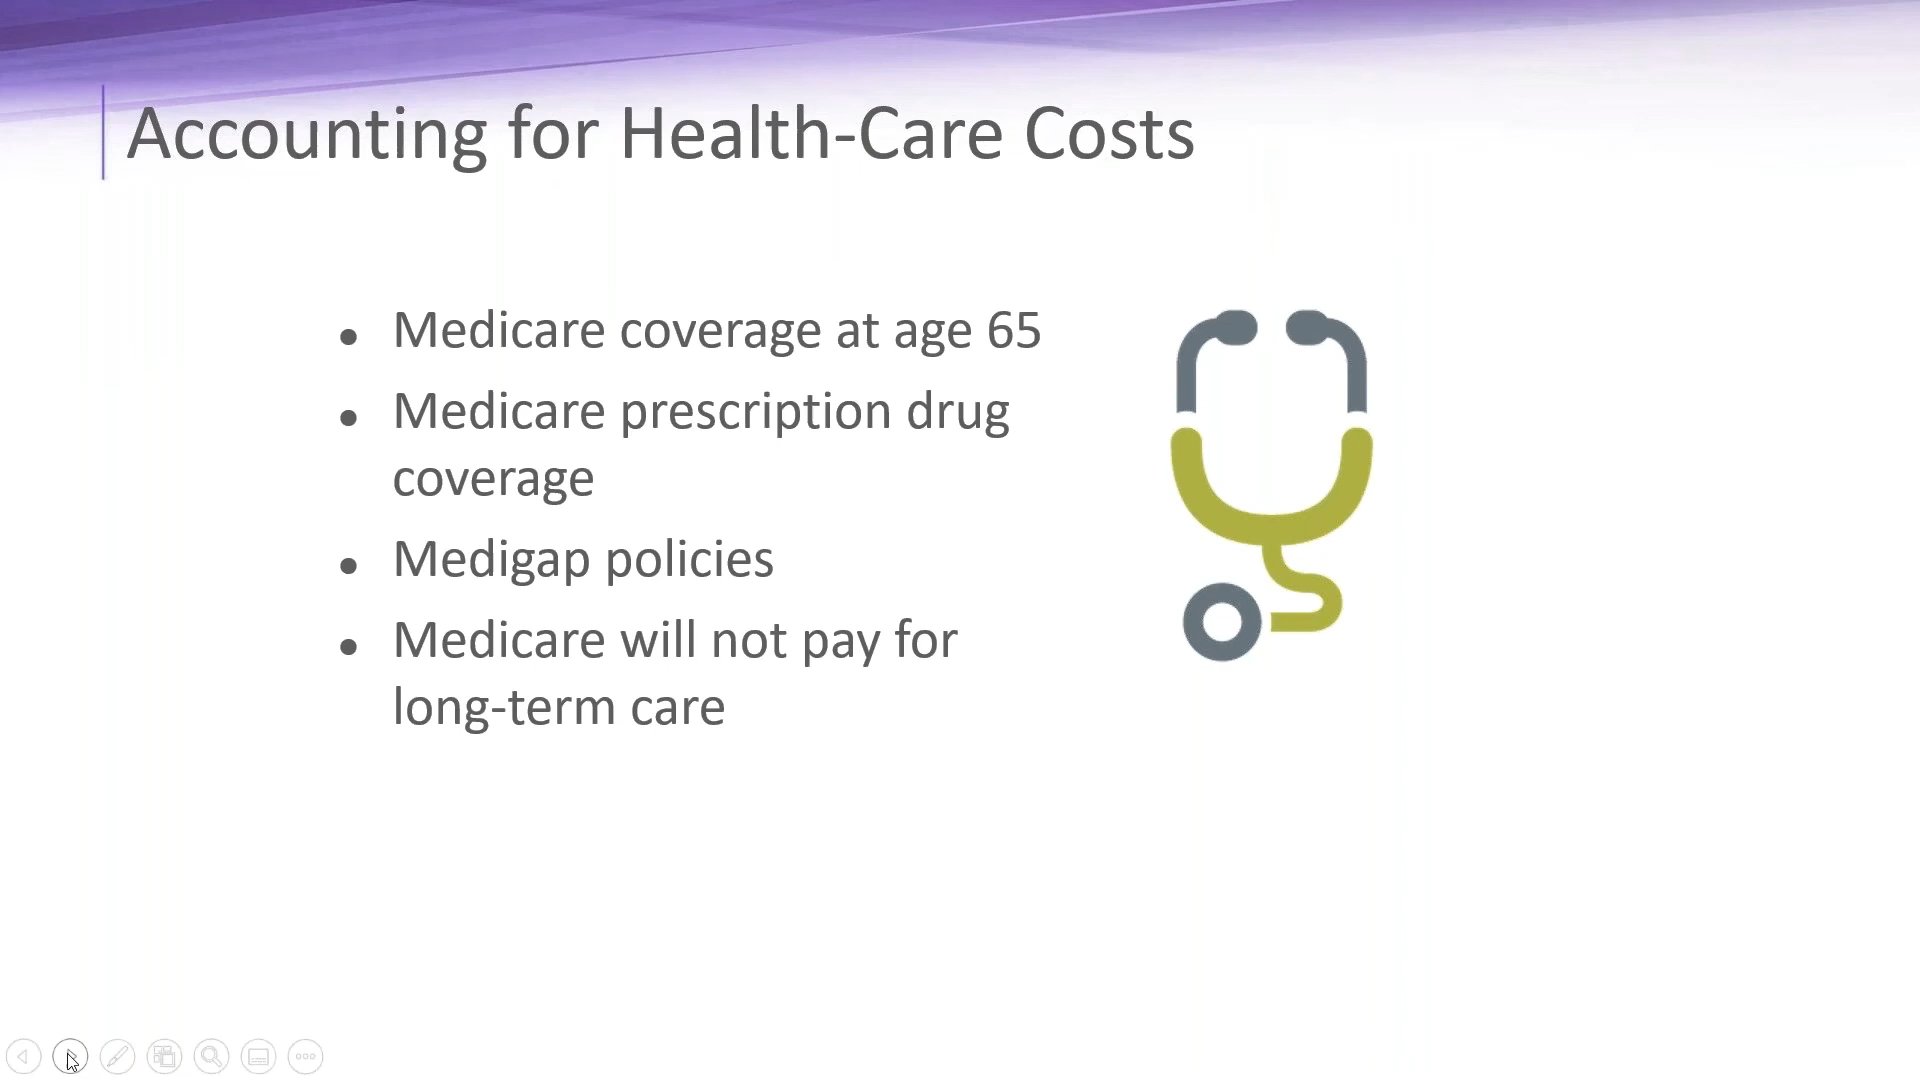 Accounting for Health-Care Costs
• Medicare coverage at age 65
• Medicare prescription drug
coverage
• Medigap policies
• Medicare will not pay for
long-term care